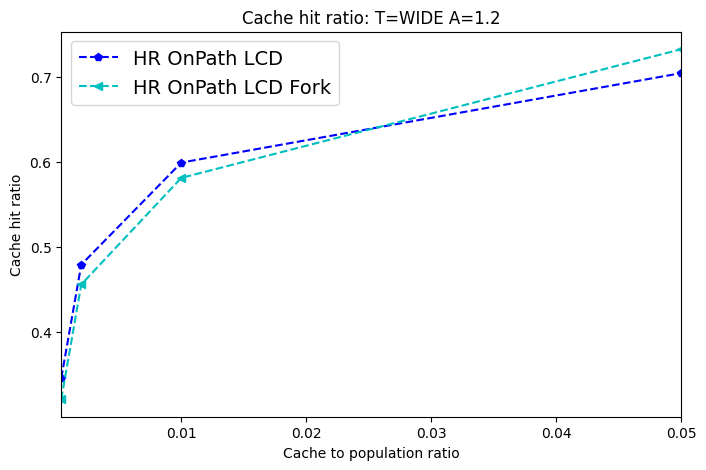 Cache hit ratio: T=WIDE A=1.2
HR OnPath LCD
HR OnPath LCD Fork
Cache hit ratio
0.7
0.6
0.5
0.4
0.01
0.02
0.03
0.04
0.05
Cache to population ratio